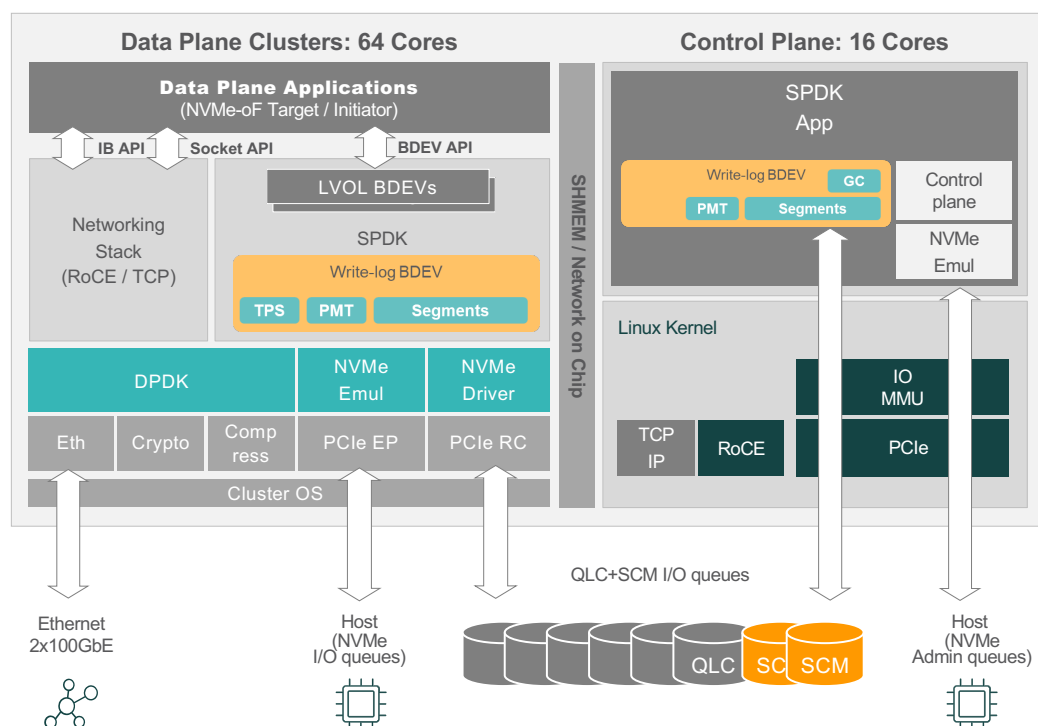 Data Plane Clusters: 64 Cores
Data Plane Applications
(NVMe-oF Target / Initiator)
IB API
Socket API
BDEV API
Networking
Stack
(RoCE / TCP)
LVOL BDEVs
SPDK
Write-log BDEV
TPS
PMT
Segments
DPDK
NVMe
Emul
NVMe
Driver
Eth
Crypto
Comp
ress
PCIe EP
PCIe RC
Cluster OS
SHMEM / Network on Chip
Control Plane: 16 Cores
SPDK
App
Write-log BDEV
GC
PMT
Segments
Control
plane
NVMe
Emul
Linux Kernel
IO
MMU
TCP
IP
RoCE
PCIe
QLC+SCM I/O queues
Ethernet
2x100GbE
Host
(NVMe
I/O queues)
QLC
SC
SCM
Host
(NVMe
Admin queues)